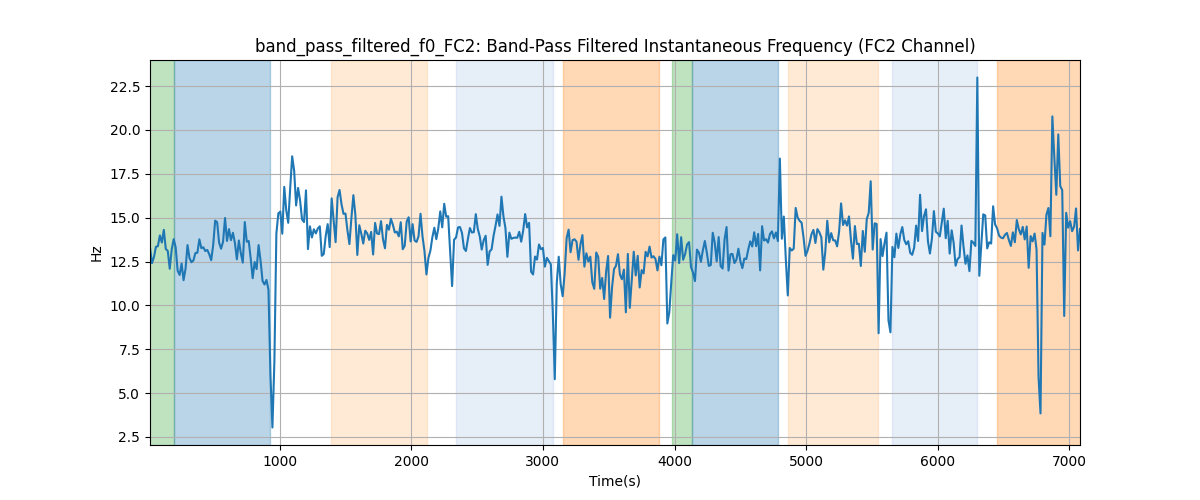 band_pass_filtered_f0_FC2: Band-Pass Filtered Instantaneous Frequency (FC2 Channel)
22.5
20.0
17.5
15.0
12.5
10.0
7.5
5.0
2.5
Hz
1000 2000 3000 4000 5000 6000 7000
Time(s)